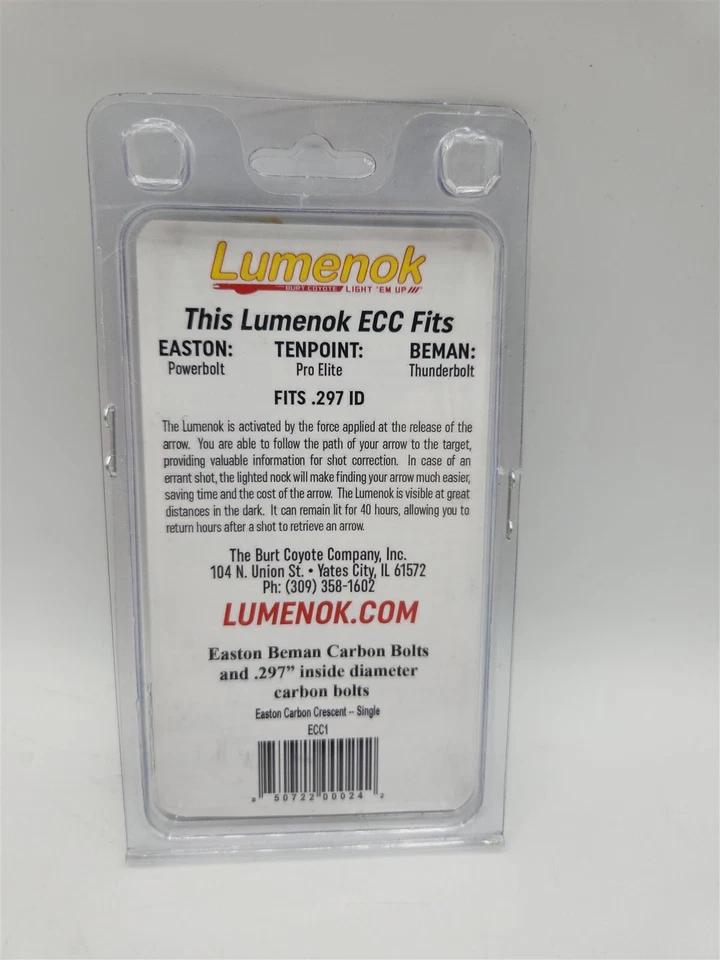 Lumenok
BURT COYOTE LIGHT 'EM UP
This Lumenok ECC Fits
EASTON: TENPOINT: BEMAN:
Powerbolt Pro Elite Thunderbolt
FITS .297 ID
The Lumenok is activated by the force applied at the release of the
arrow. You are able to follow the path of your arrow to the target,
providing valuable information for shot correction. In case of an
errant shot, the lighted nock will make finding your arrow much easier,
saving time and the cost of the arrow. The Lumenok is visible at great
distances in the dark. It can remain lit for 40 hours, allowing you to
return hours after a shot to retrieve an arrow.
The Burt Coyote Company, Inc.
104 N. Union St. • Yates City, IL 61572
Ph: (309) 358-1602
LUMENOK.COM
Easton Beman Carbon Bolts
and .297” inside diameter
carbon bolts
Easton Carbon Crescent -- Single
ECC1
50722 00024 2